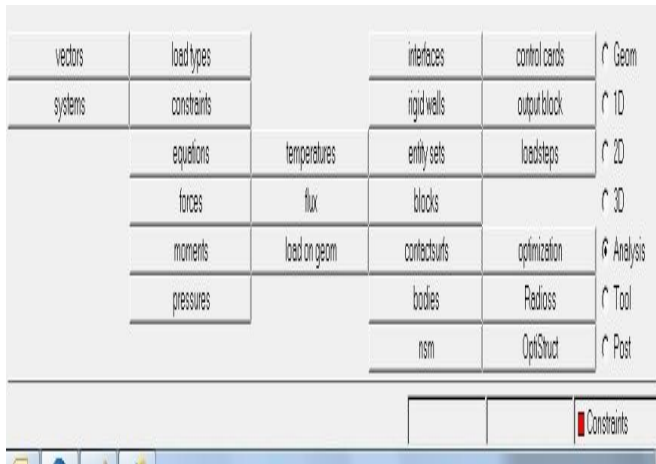 vectors load types interfaces control cards Geom
systems constraints rigid walls output block 1D
equations temperatures entity sets loadsteps 2D
forces flux blocks 3D
moments load on geom contactsurfs optimization Analysis
pressures bodies Radioss Tool
nsm OptiStruct Post
Constraints